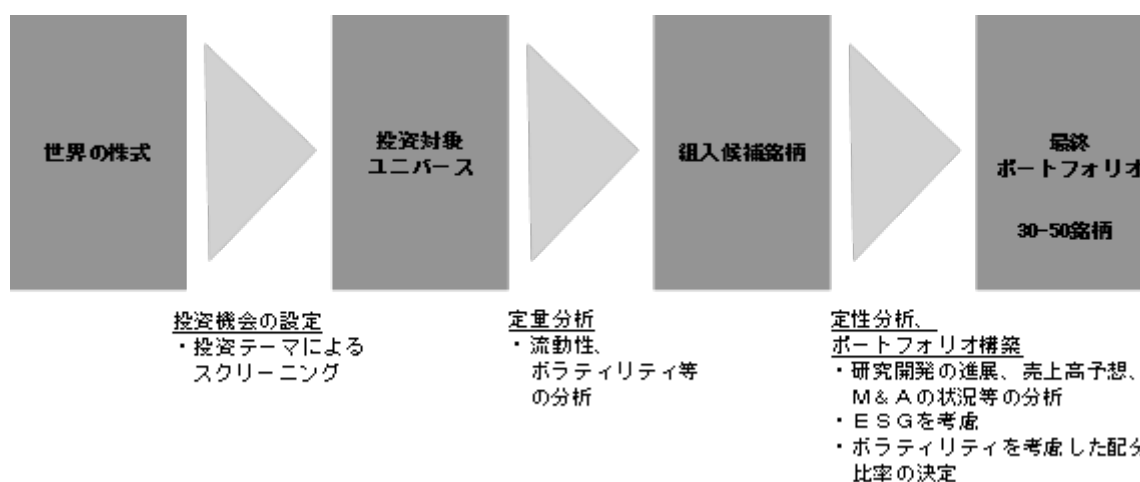 世界の株式
投資対象
ユニバース
組入候補銘柄
最終
ポートフォリオ
30-50銘柄
投資機会の設定
・投資テーマによる
スクリーニング
定量分析
・流動性、
ボラティリティ等
の分析
定性分析、
ポートフォリオ構築
・研究開発の進展、売上高予想、
M&Aの状況等の分析
・ESGを考慮
・ボラティリティを考慮した配分
比率の決定